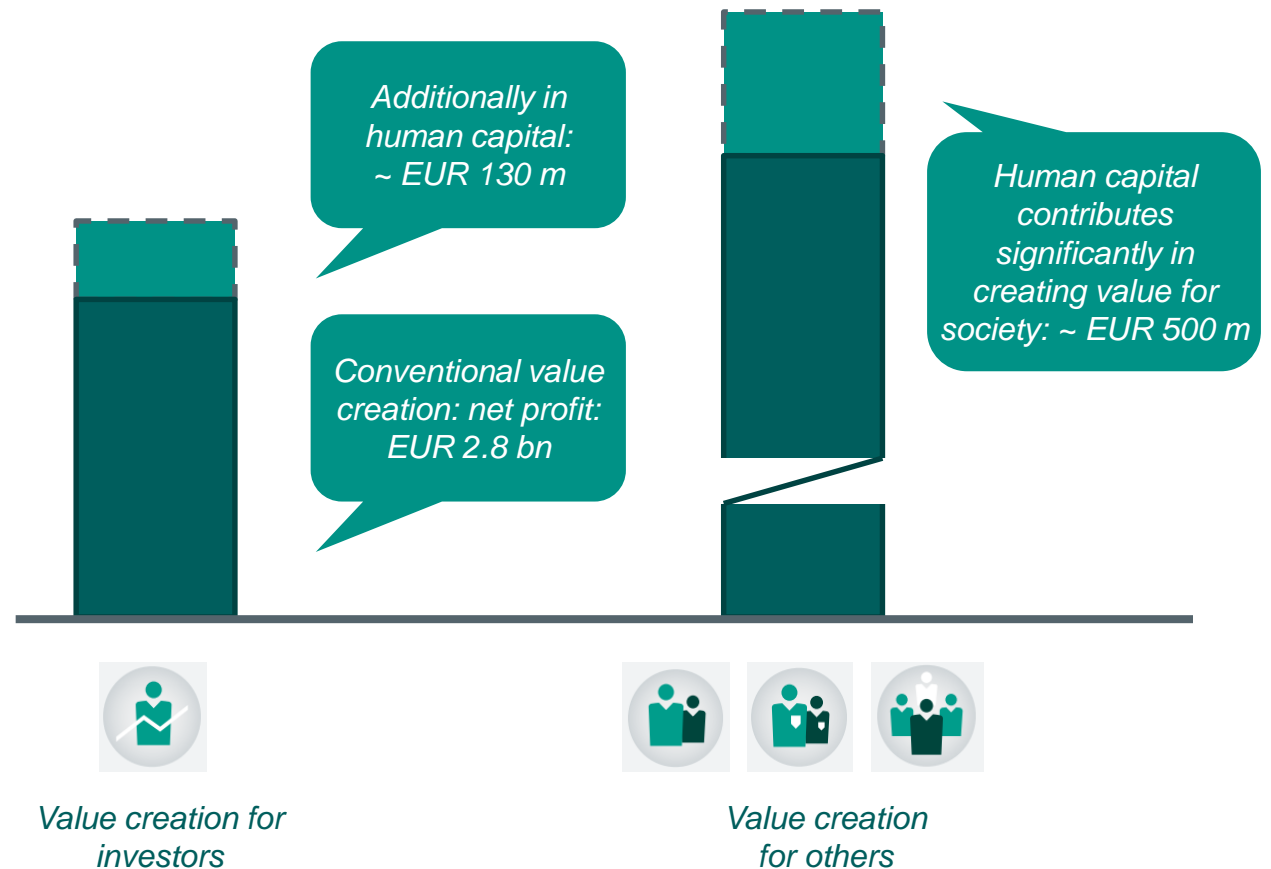 Additionally in
human capital:
~ EUR 130 m
Human capital
contributes
significantly in
creating value for
society: ~ EUR 500 m
Conventional value
creation: net profit:
EUR 2.8 bn
Value creation for
investors
Value creation
for others